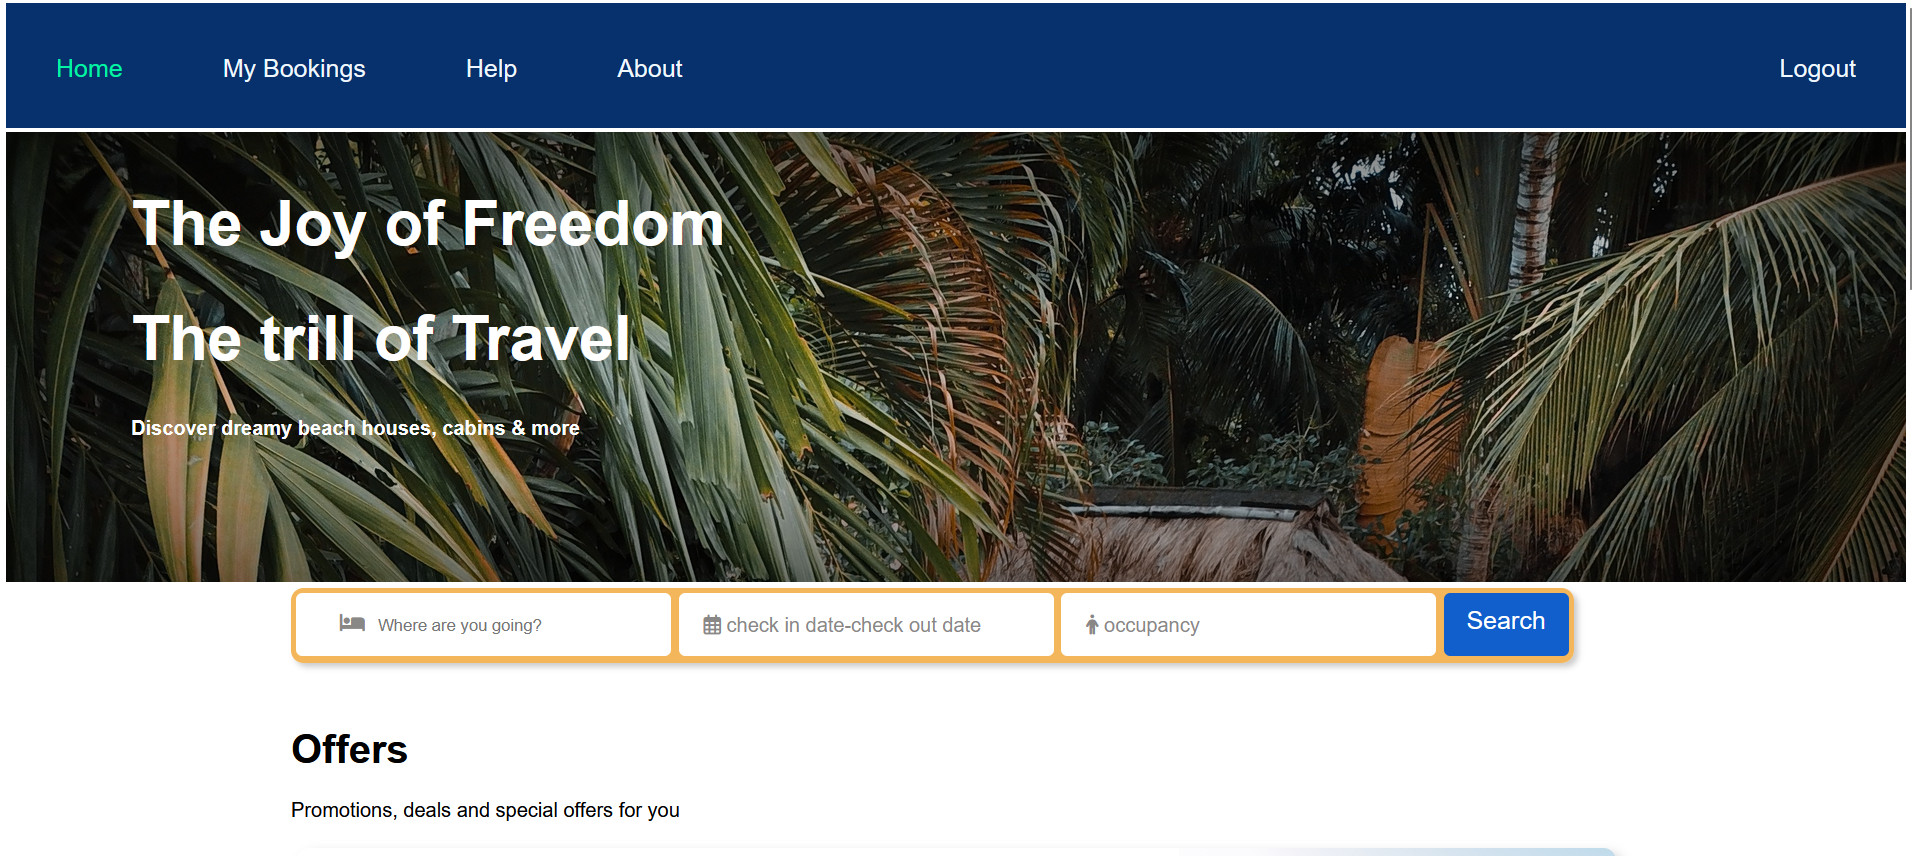 Home My Bookings Help About Logout
The Joy of Freedom
The trill of Travel
Discover dreamy beach houses, cabins & more
Where are you going? check in date-check out date occupancy Search
Offers
Promotions, deals and special offers for you